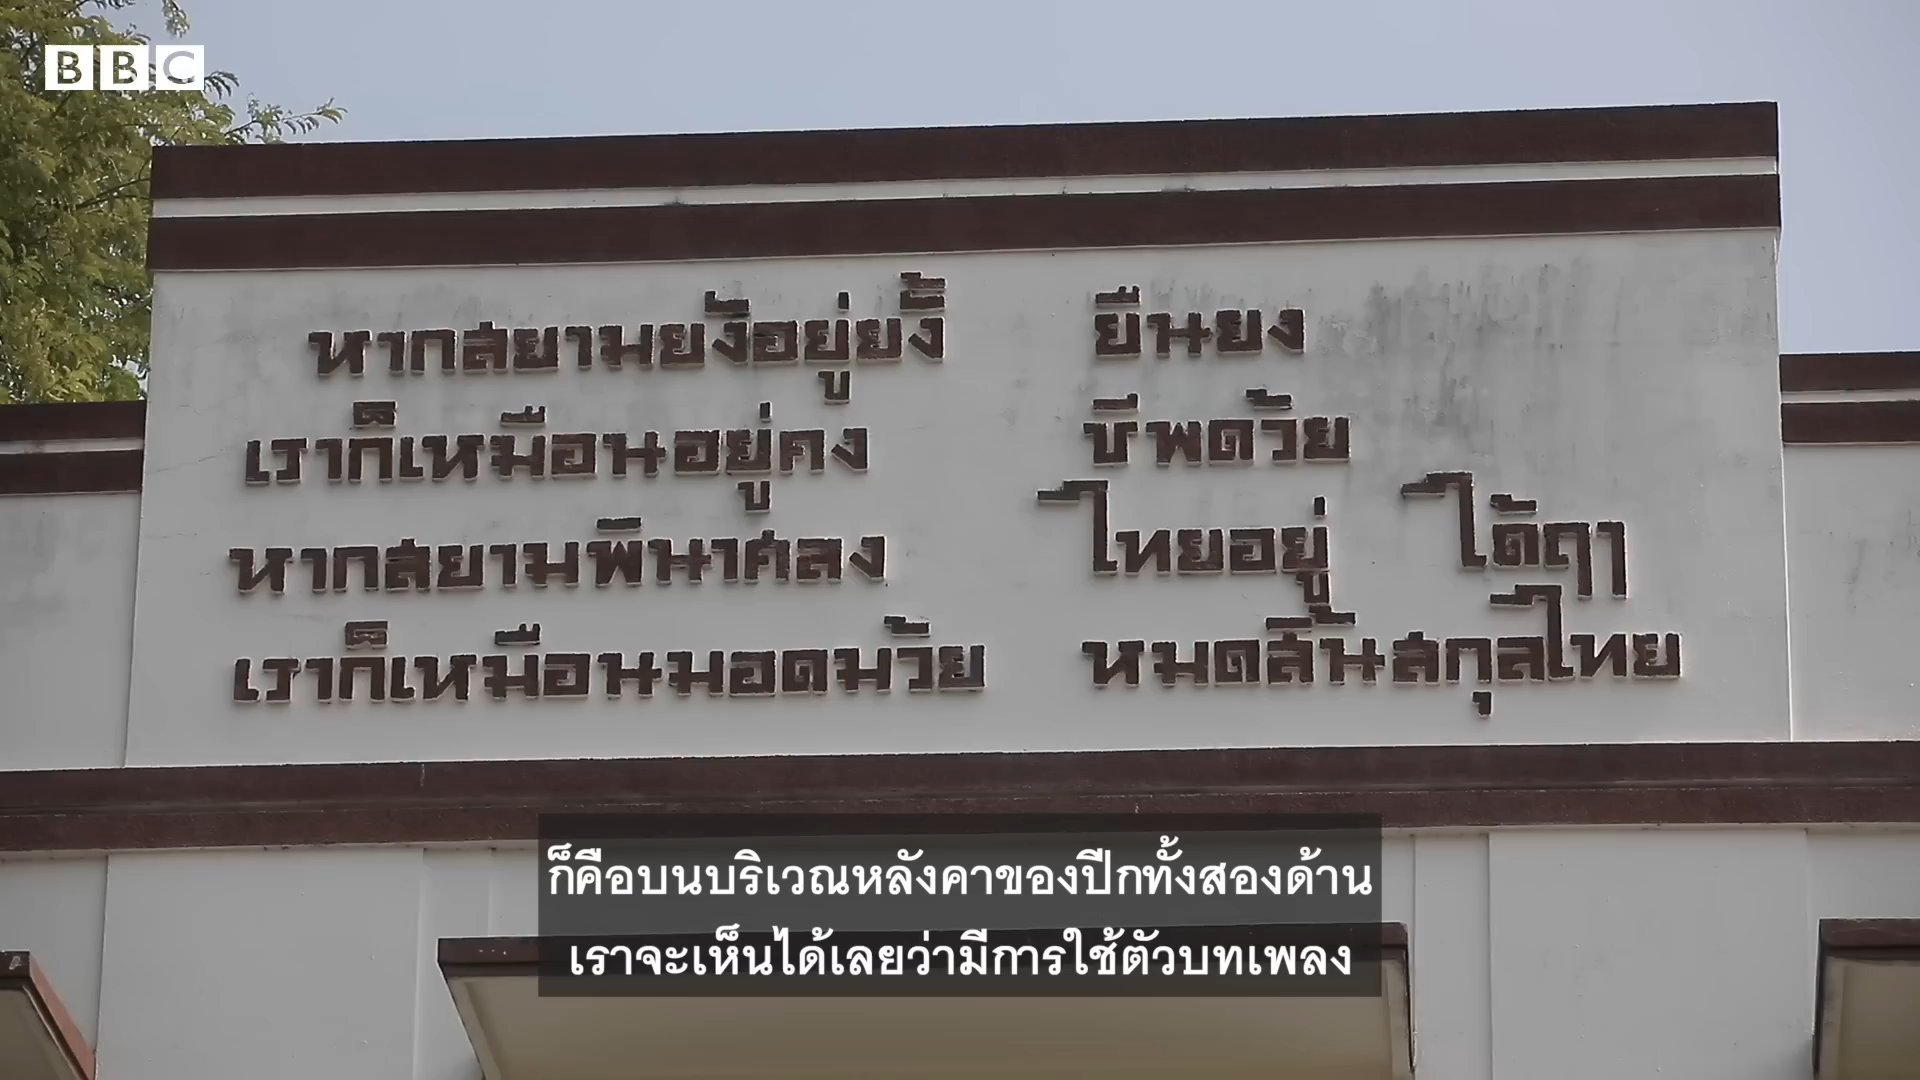 BBC
หากสยามยังอยู่ยั้ง ยืนยง
เราก็เหมือนอยู่คง ชีพด้วย
หากสยามพินาศลง ไทยอยู่ ได้ฤๅ
เราก็เหมือนมอดม้วย หมดสิ้นสกุลไทย
ก็คือบนบริเวณหลังคาของปีกทั้งสองด้าน
เราจะเห็นได้เลยว่ามีการใช้ตัวบทเพลง